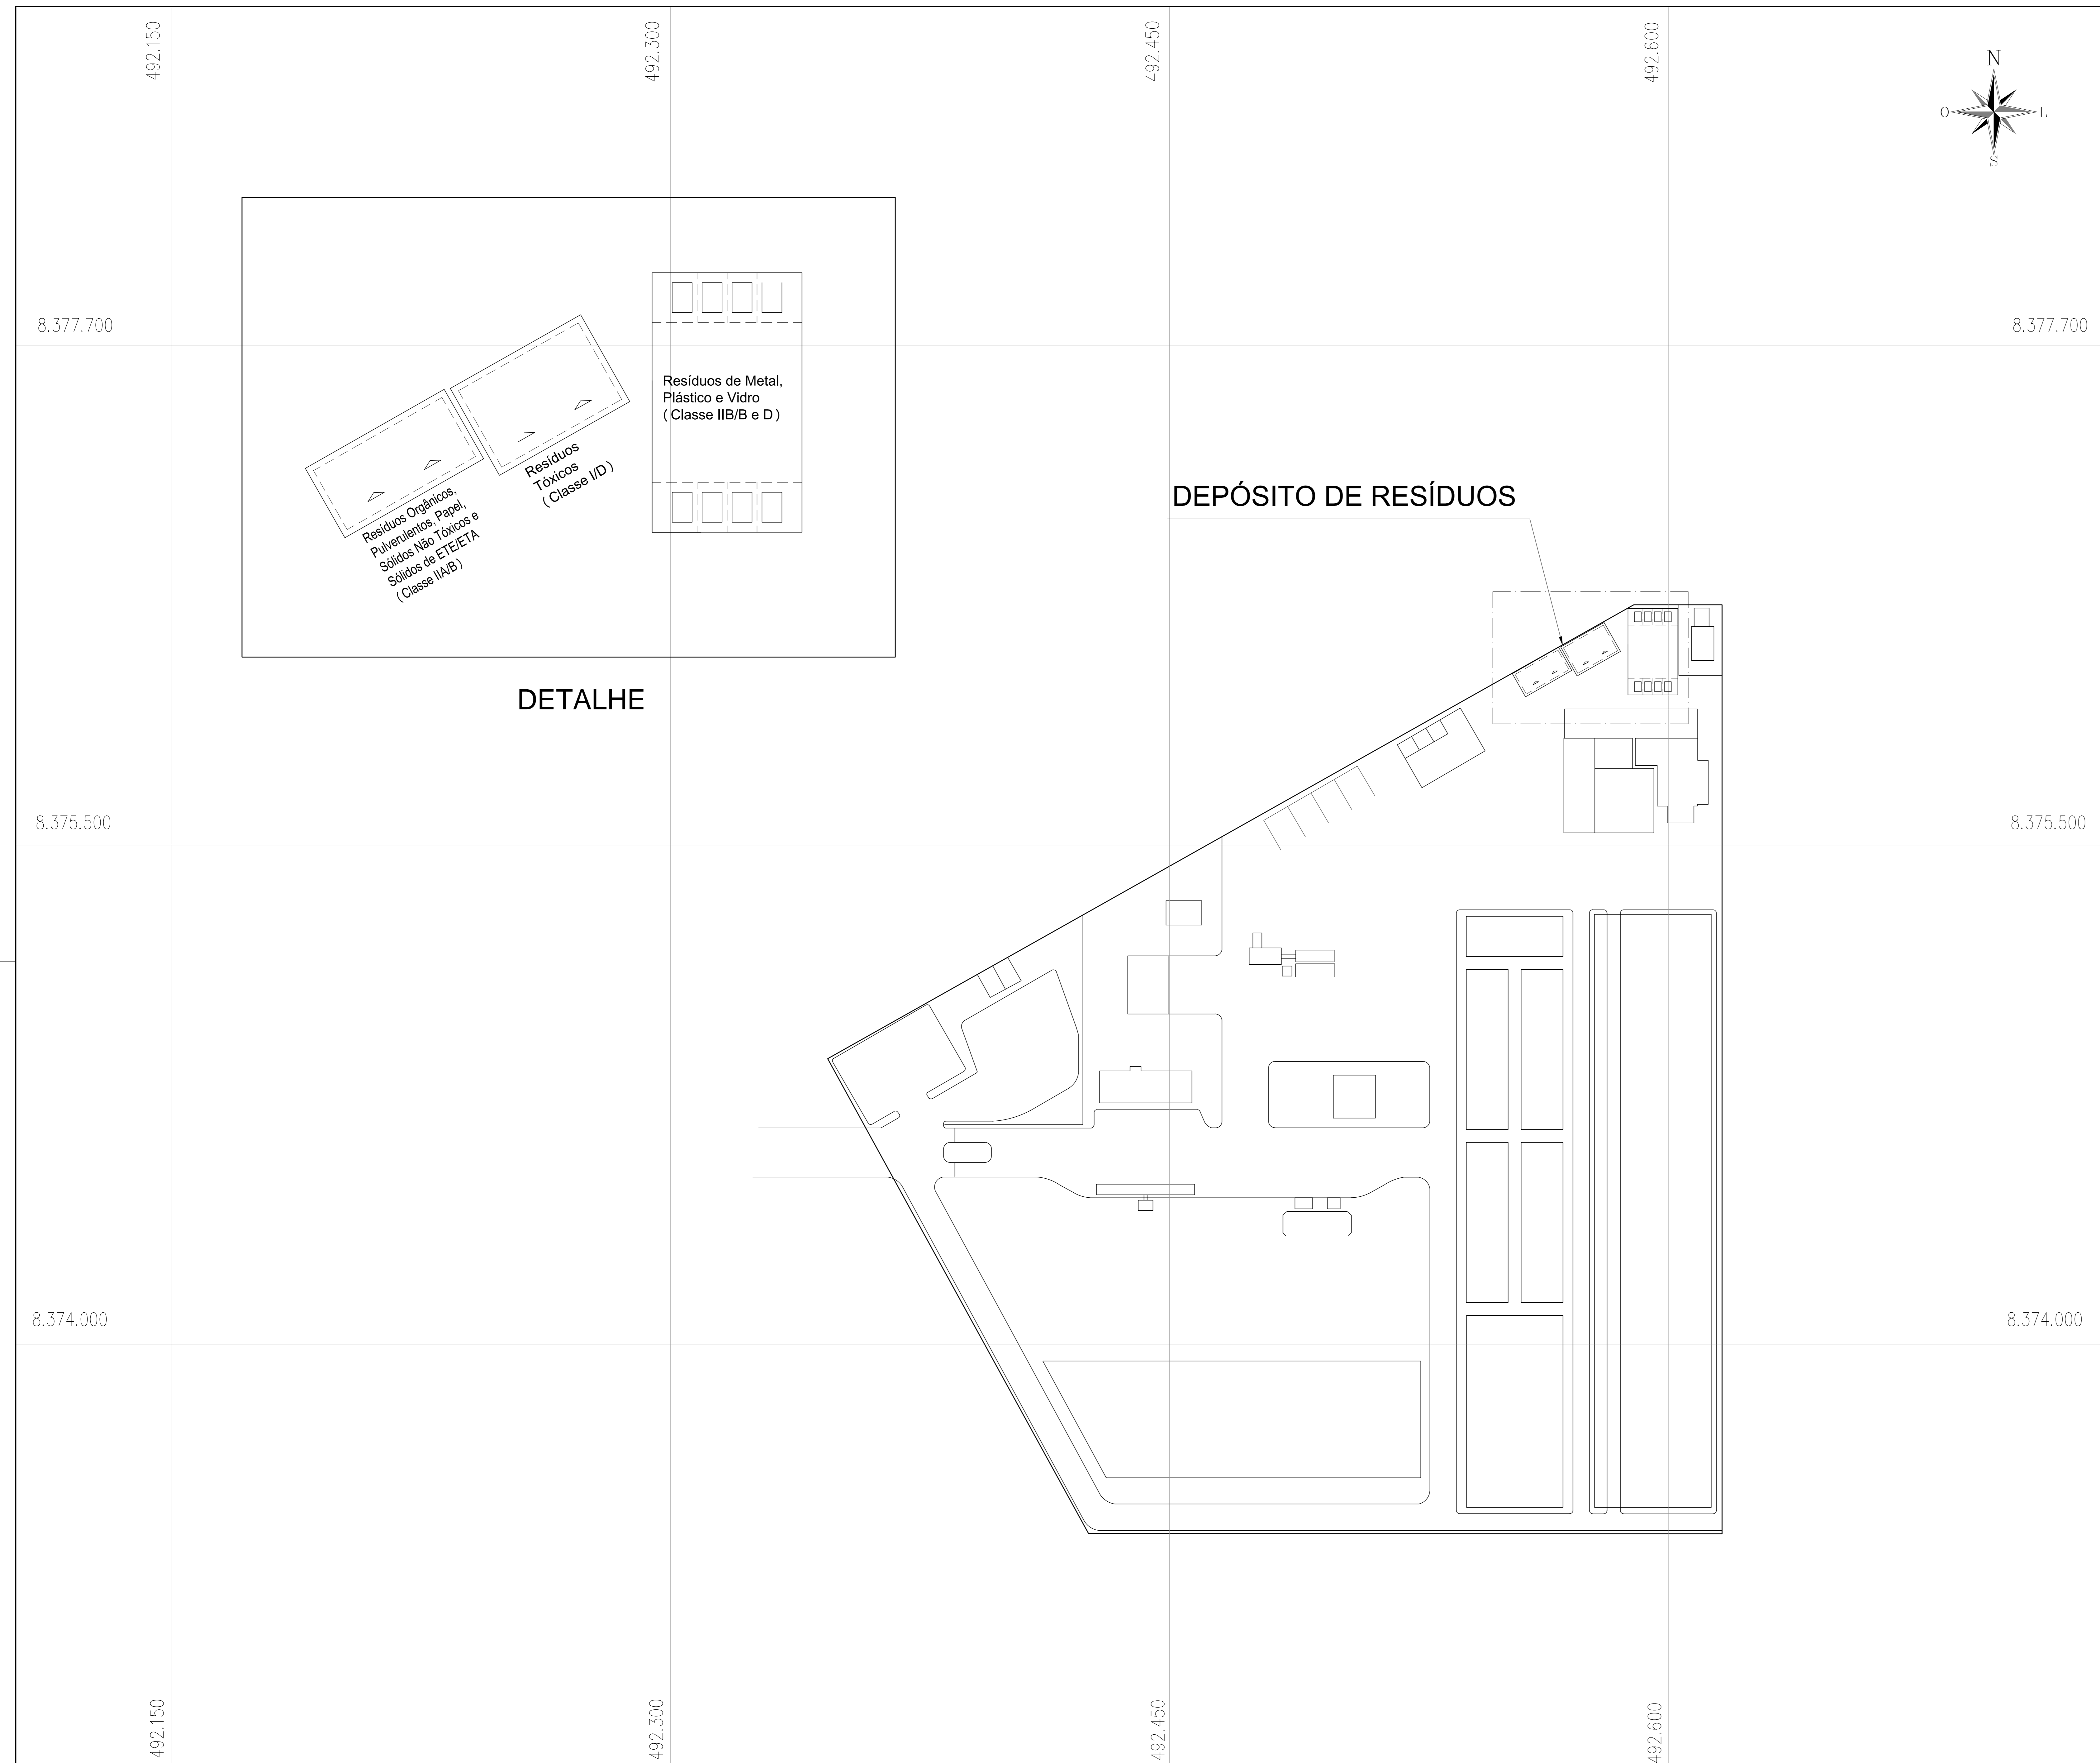 492.150
492.300
492.450
492.600
N
O
L
S
8.377.700
8.377.700
Resíduos de Metal,
Plástico e Vidro
( Classe IIB/B e D )
Resíduos
Tóxicos
( Classe I/D )
Resíduos Orgânicos,
Pulverulentos, Papel,
Sólidos Não Tóxicos e
Sólidos de ETE/ETA
( Classe IIA/B )
DEPÓSITO DE RESÍDUOS
DETALHE
8.375.500
8.375.500
8.374.000
8.374.000
492.150
492.300
492.450
492.600